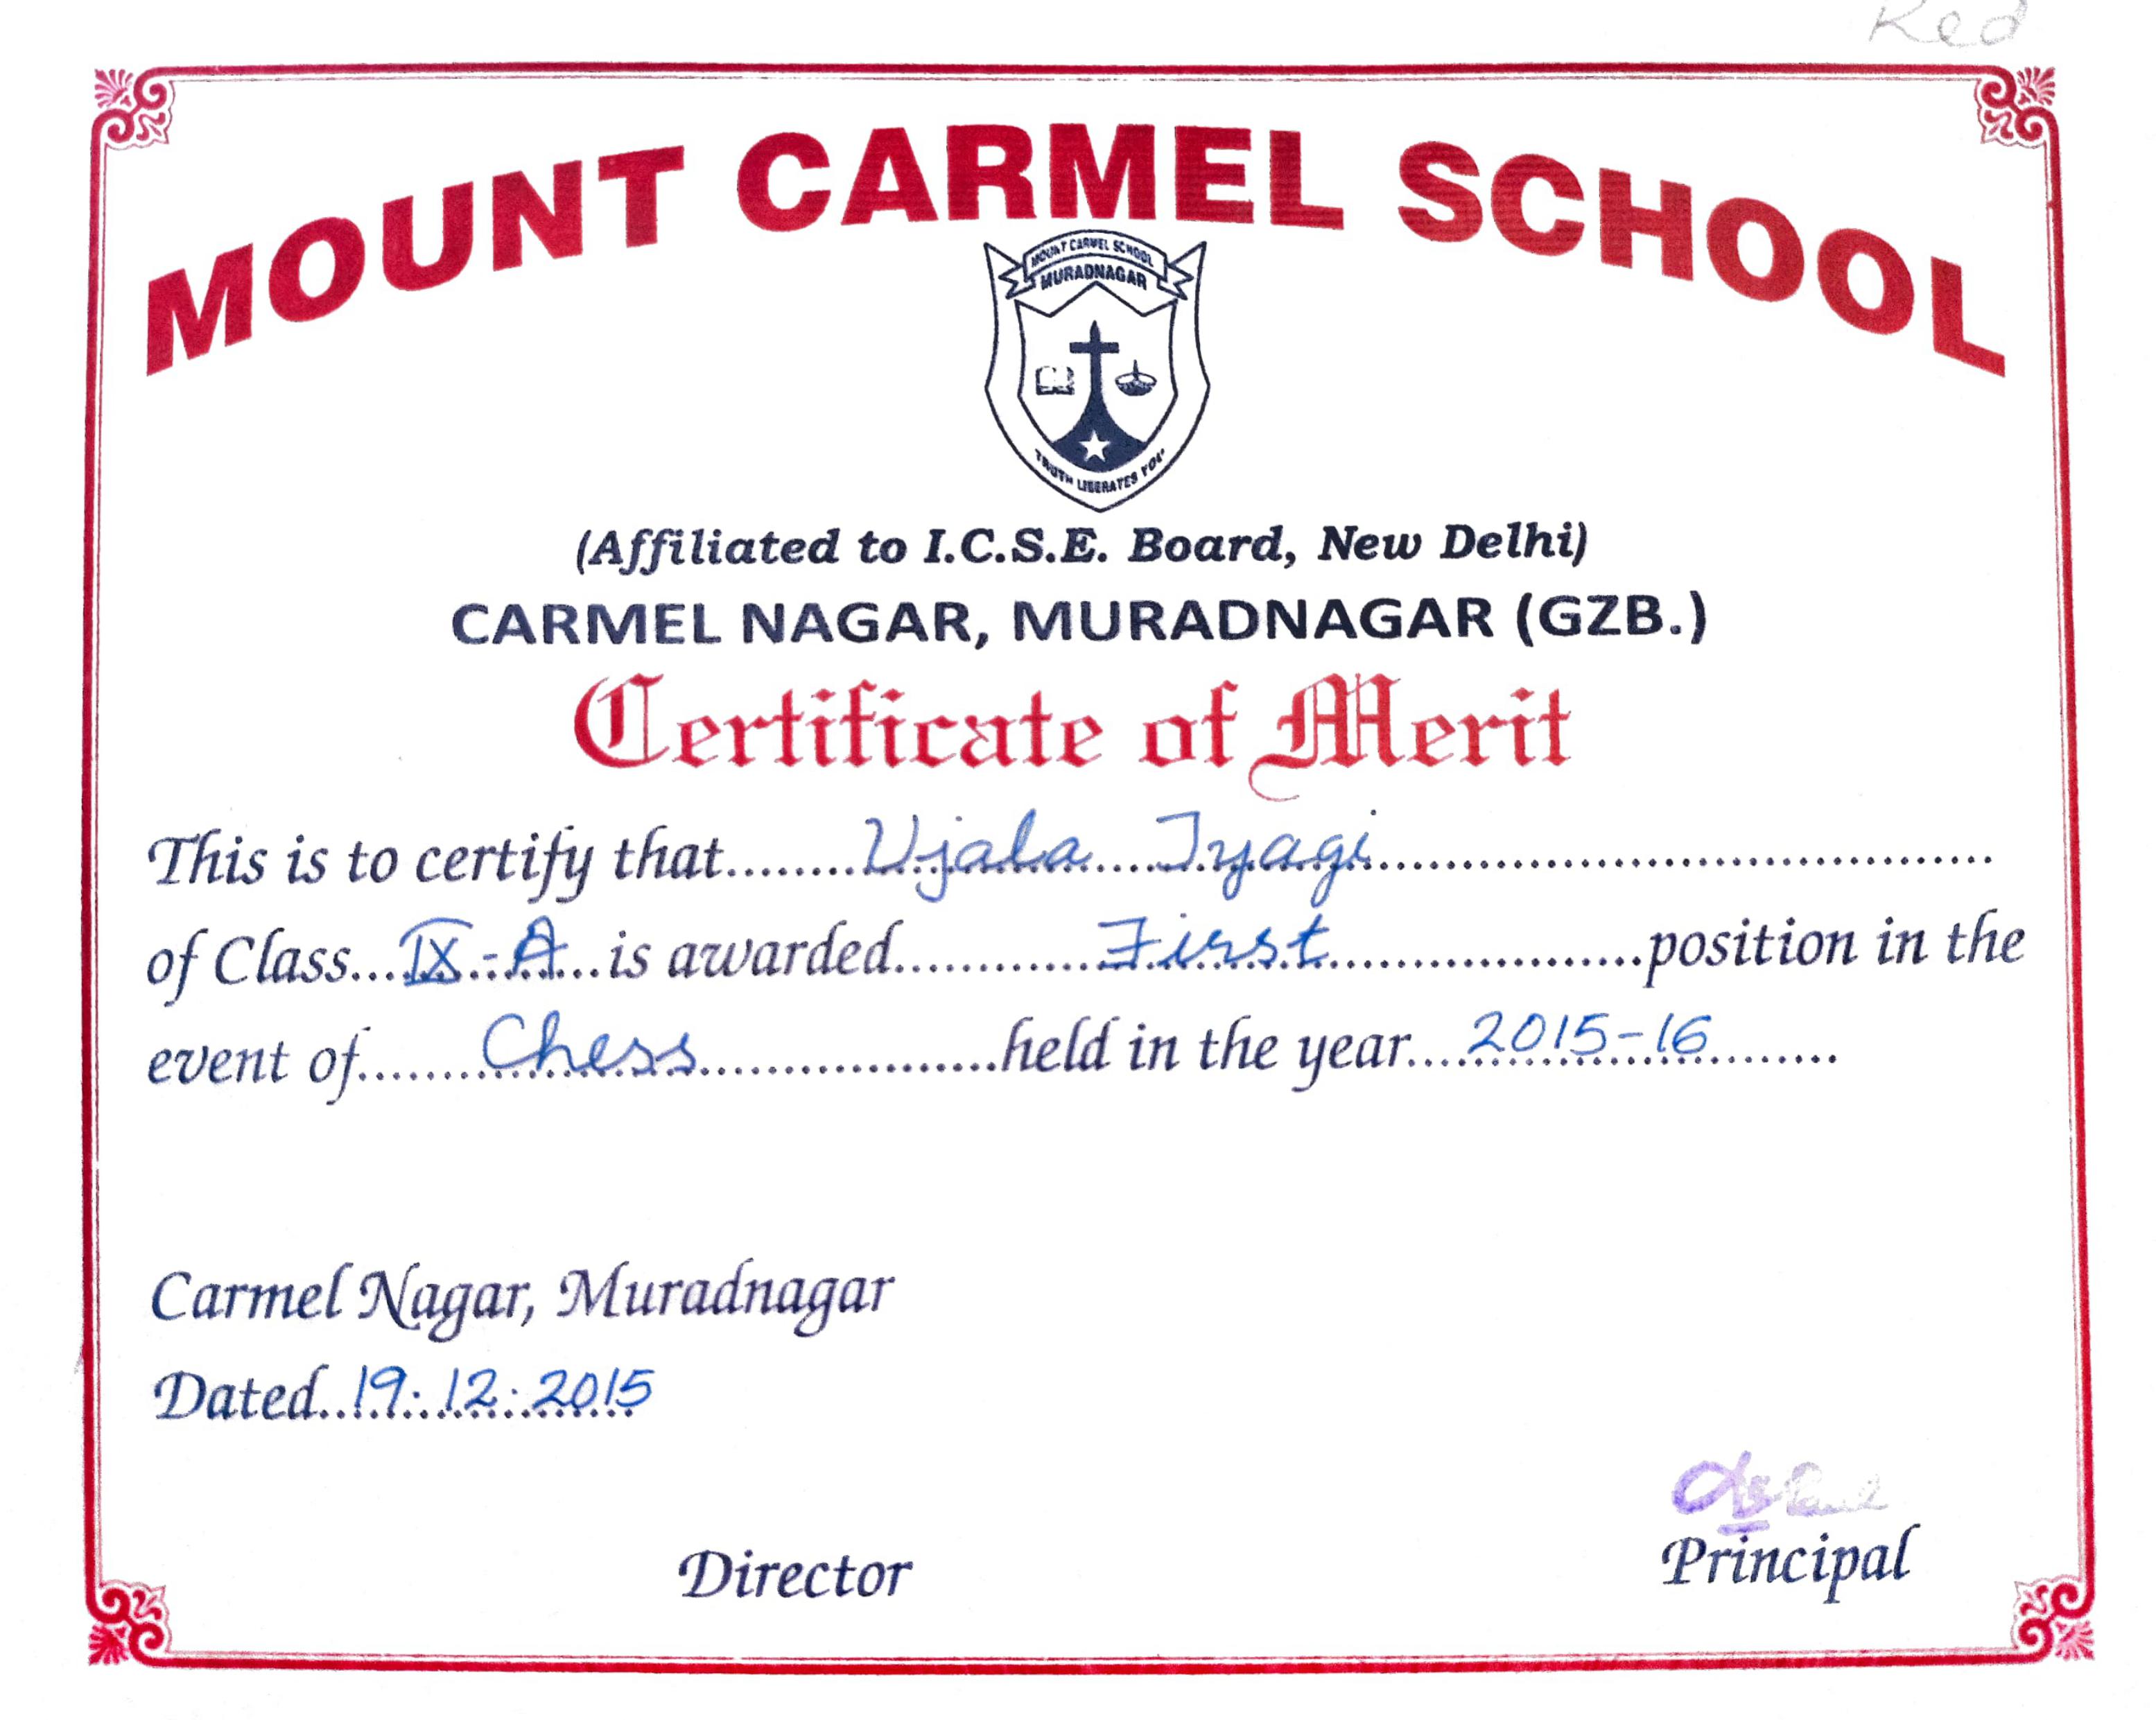 Red
MOUNT CARMEL SCHOOL
MOUNT CARMEL SCHOOL
MURADNAGAR
TRUTH LIBERATES YOU
(Affiliated to I.C.S.E. Board, New Delhi)
CARMEL NAGAR, MURADNAGAR (GZB.)
Certificate of Merit
This is to certify that........Ujala Tyagi........
of Class...IX-A...is awarded........First........position in the
event of........Chess........held in the year....2015-16........
Carmel Nagar, Muradnagar
Dated..19.12.2015
Director
Principal